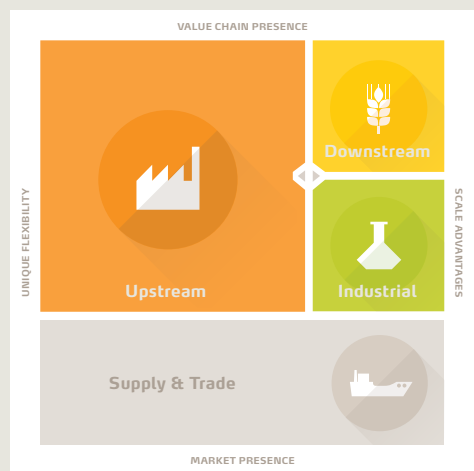 VALUE CHAIN PRESENCE
UNIQUE FLEXIBILITY
Upstream
Downstream
Industrial
SCALE ADVANTAGES
Supply & Trade
MARKET PRESENCE